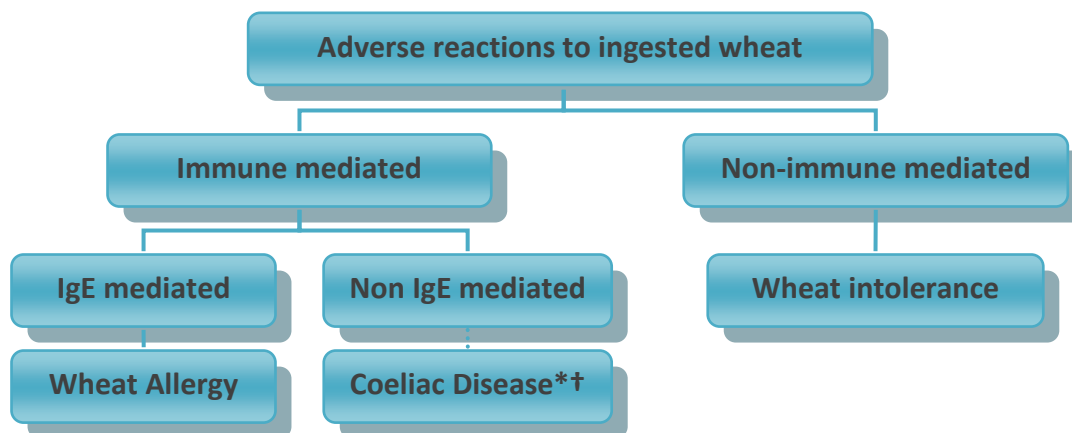 Adverse reactions to ingested wheat
Immune mediated
Non-immune mediated
IgE mediated
Non IgE mediated
Wheat intolerance
Wheat Allergy
Coeliac Disease*†